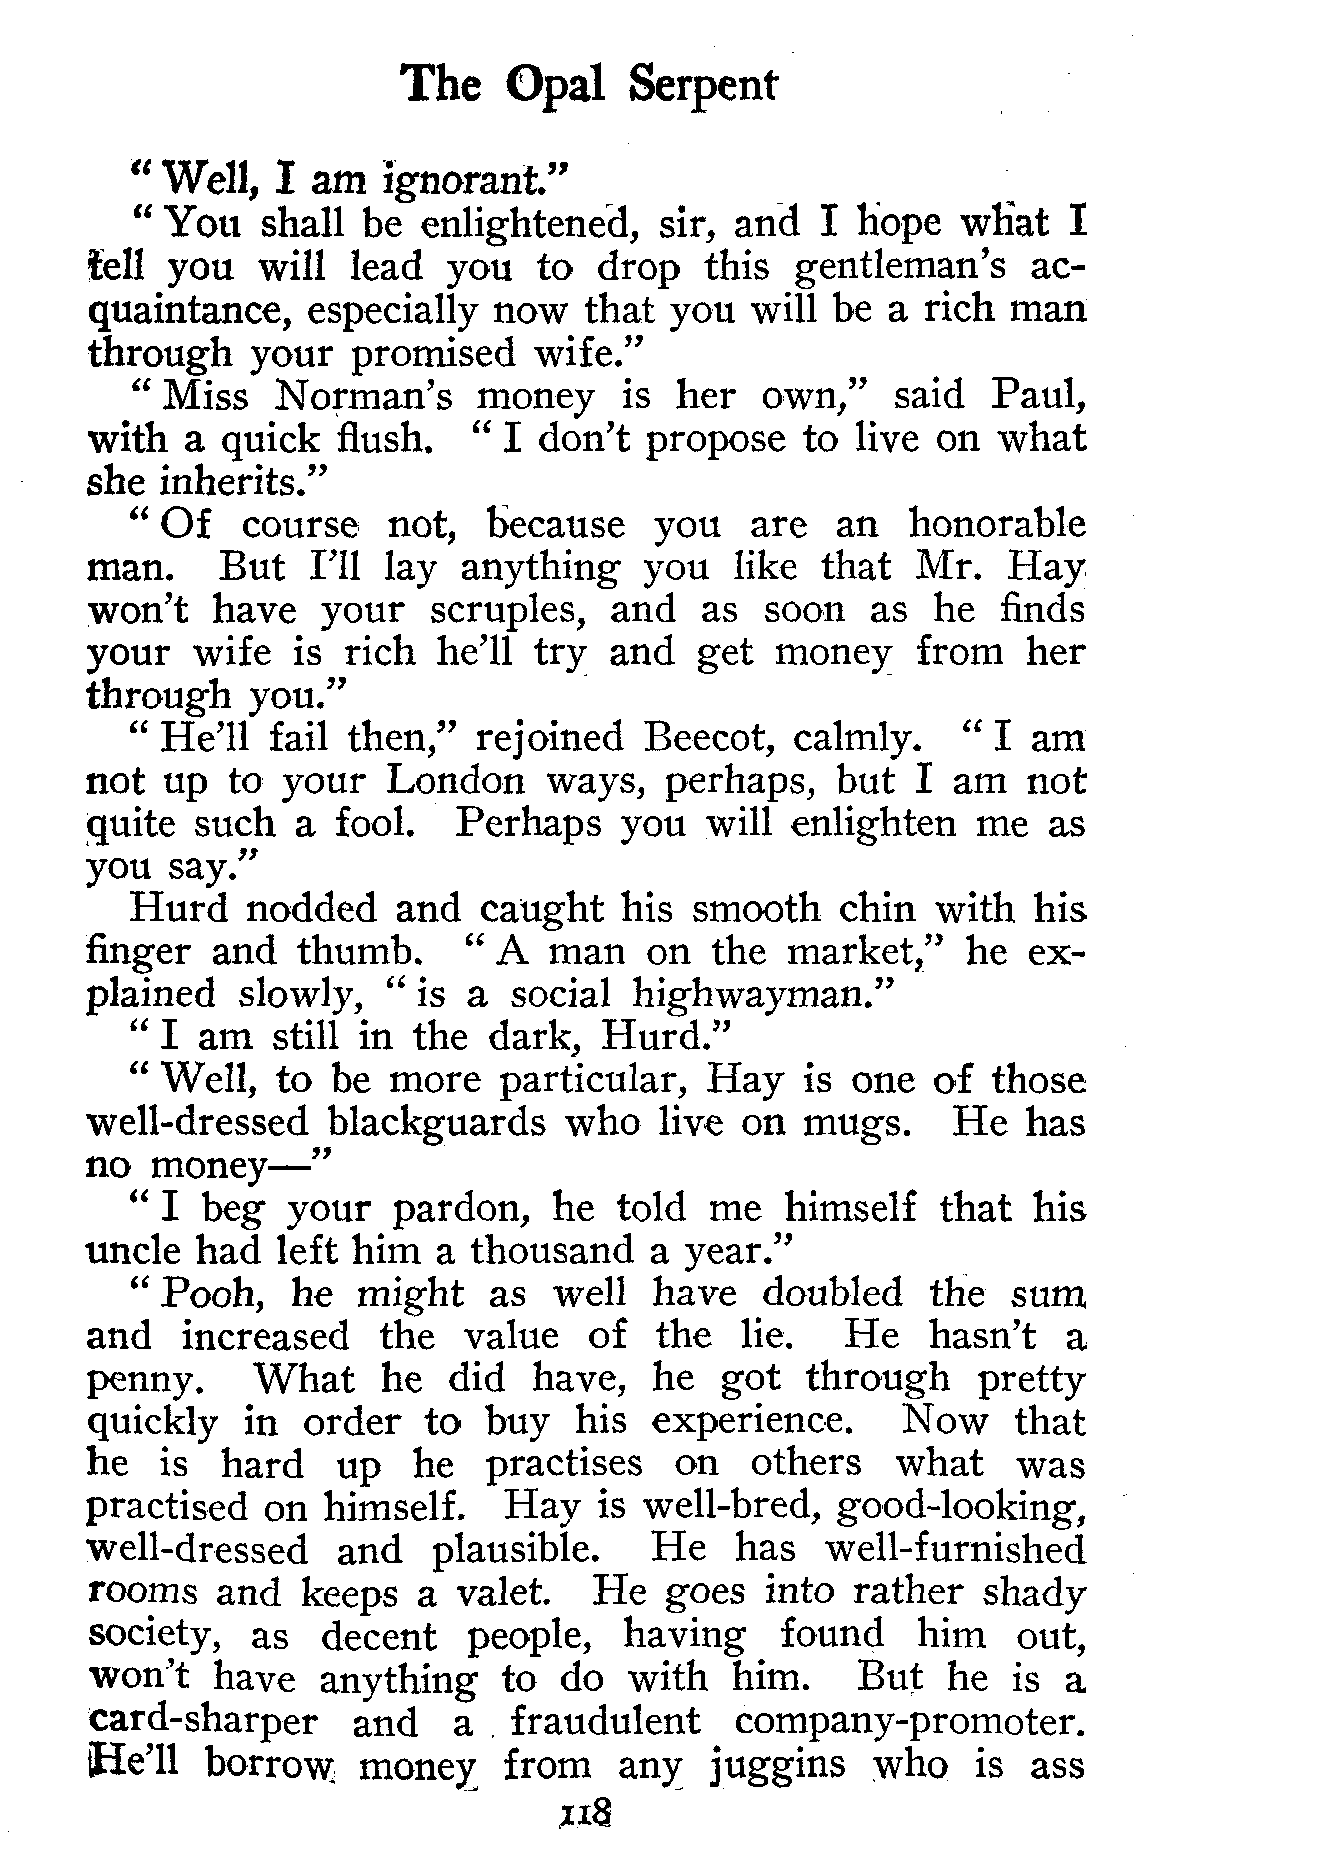 The Opal Serpent
“ Well, I am ignorant.”
“ You shall be enlightened, sir, and I hope what I
tell you will lead you to drop this gentleman’s ac-
quaintance, especially now that you will be a rich man
through your promised wife.”
“ Miss Norman’s money is her own,” said Paul,
with a quick flush. “ I don’t propose to live on what
she inherits.”
“ Of course not, because you are an honorable
man. But I’ll lay anything you like that Mr. Hay
won’t have your scruples, and as soon as he finds
your wife is rich he’ll try and get money from her
through you.”
“ He’ll fail then,” rejoined Beecot, calmly. “ I am
not up to your London ways, perhaps, but I am not
quite such a fool. Perhaps you will enlighten me as
you say.”
Hurd nodded and caught his smooth chin with his
finger and thumb. “ A man on the market,” he ex-
plained slowly, “ is a social highwayman.”
“ I am still in the dark, Hurd.”
“ Well, to be more particular, Hay is one of those
well-dressed blackguards who live on mugs. He has
no money—”
“ I beg your pardon, he told me himself that his
uncle had left him a thousand a year.”
“ Pooh, he might as well have doubled the sum
and increased the value of the lie. He hasn’t a
penny. What he did have, he got through pretty
quickly in order to buy his experience. Now that
he is hard up he practises on others what was
practised on himself. Hay is well-bred, good-looking,
well-dressed and plausible. He has well-furnished
rooms and keeps a valet. He goes into rather shady
society, as decent people, having found him out,
won’t have anything to do with him. But he is a
card-sharper and a fraudulent company-promoter.
He’ll borrow money from any juggins who is ass
118